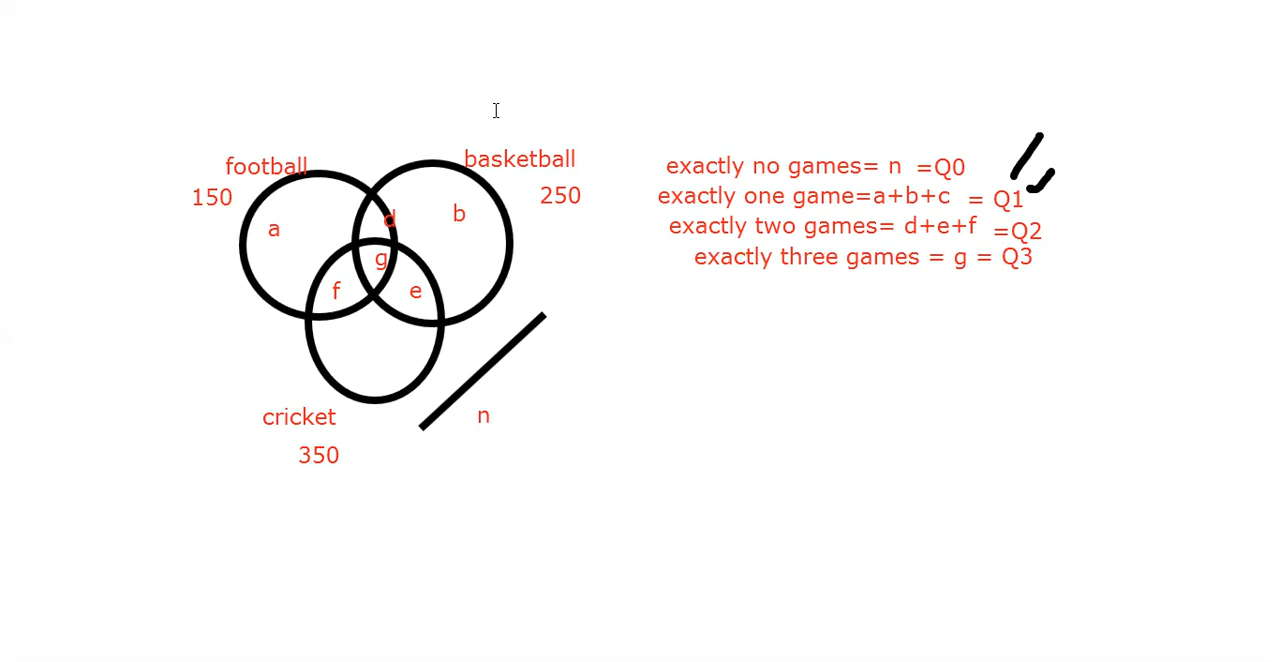 football
150
basketball
250
a
d
b
g
f
e
cricket
350
n
exactly no games= n =Q0
exactly one game=a+b+c = Q1
exactly two games= d+e+f =Q2
exactly three games = g = Q3